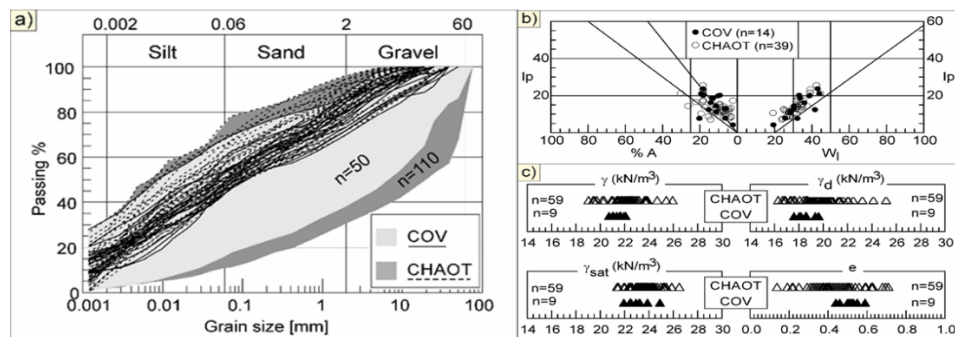 a)
0.002 0.06 2 60
Silt Sand Gravel
100
80
60
40
20
0
Passing %
n=50
n=110
COV
CHAOT
0.001 0.01 0.1 1 10 100
Grain size [mm]
b)
COV (n=14)
CHAOT (n=39)
60
Ip Ip
20 20
100 80 60 40 20 0 20 40 60 80 100
% A Wl
c)
γ (kN/m³) γd (kN/m³)
n=59 CHAOT n=59
n=9 COV n=9
14 16 18 20 22 24 26 28 30 14 16 18 20 22 24 26 28 30
γsat (kN/m³) e
n=59 CHAOT n=59
n=9 COV n=9
14 16 18 20 22 24 26 28 30 0.0 0.2 0.4 0.6 0.8 1.0